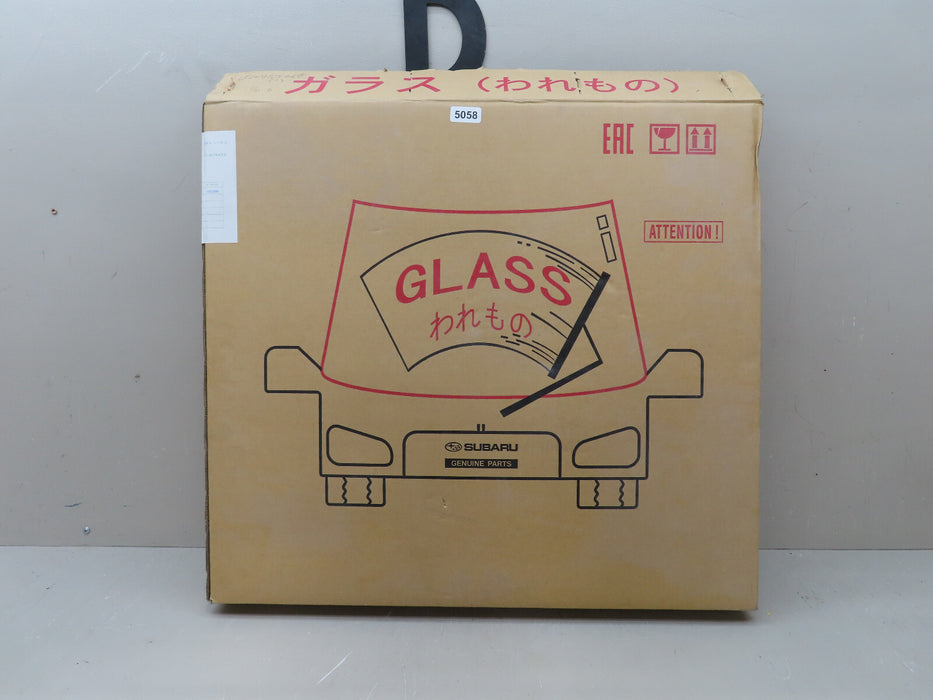 D
ガラス (われもの)
5058
EAC
ATTENTION!
GLASS
われもの
SUBARU
GENUINE PARTS